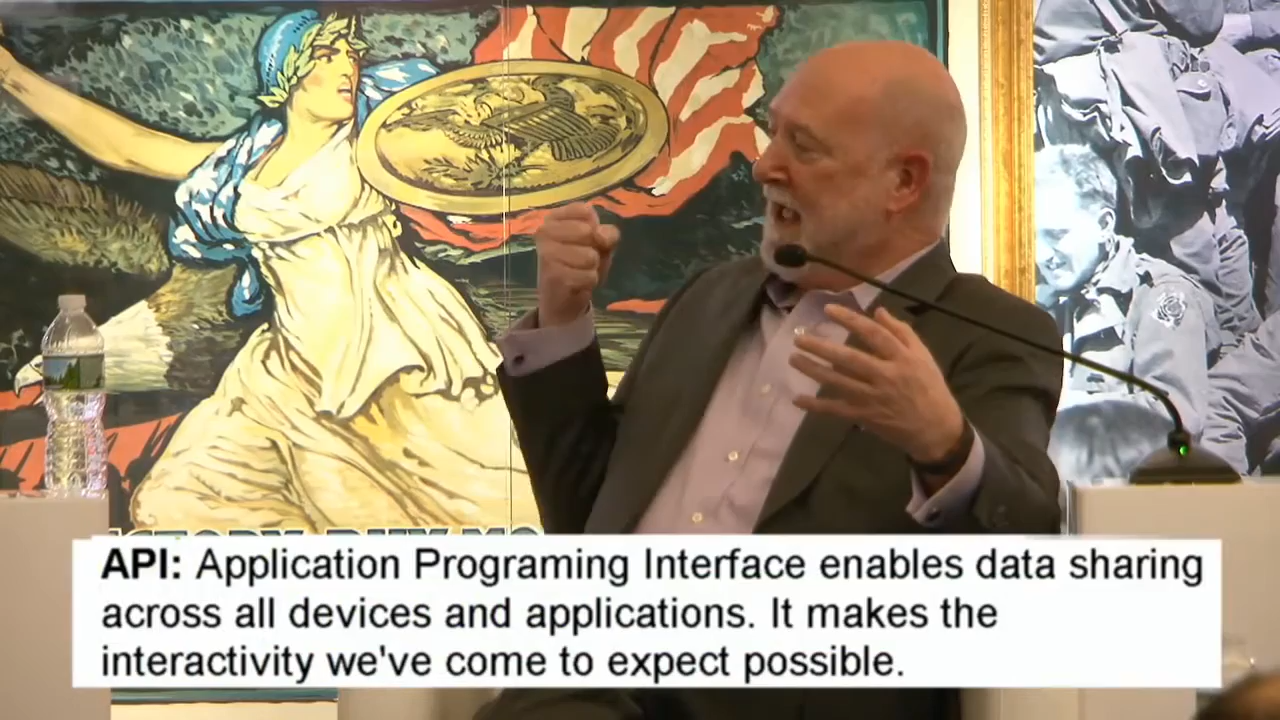 API: Application Programing Interface enables data sharing
across all devices and applications. It makes the
interactivity we've come to expect possible.